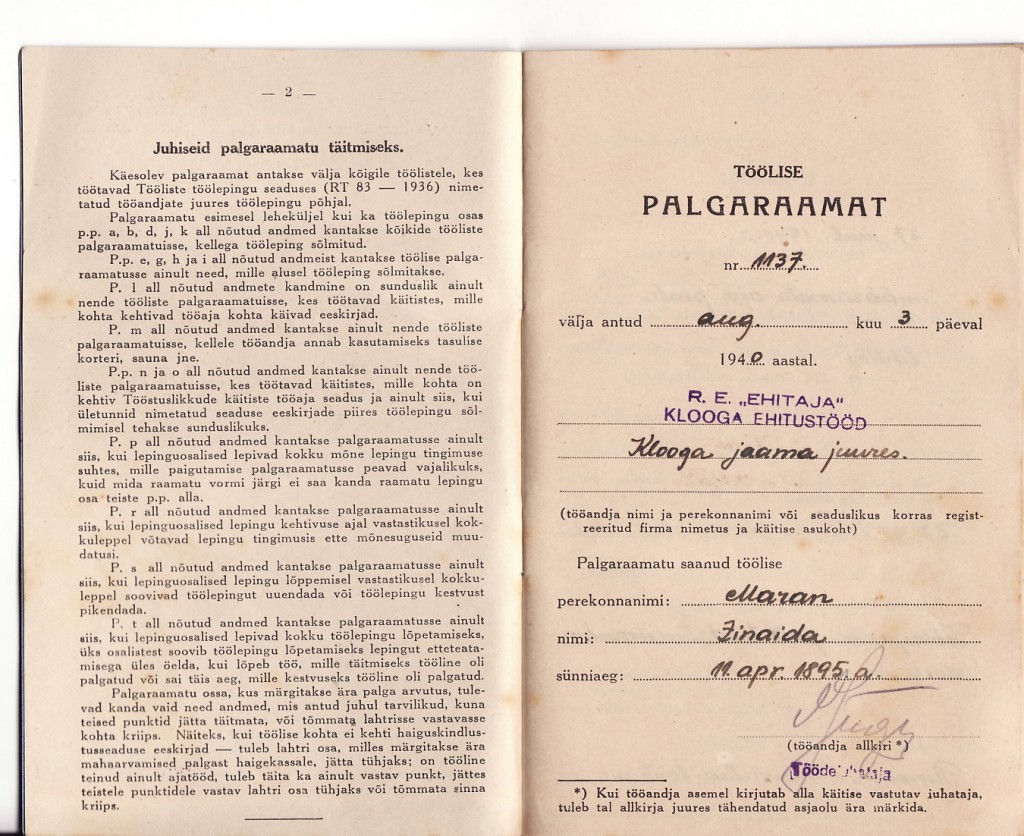 — 2 —
Juhiseid palgaraamatu täitmiseks.
Käesolev palgaraamat antakse välja kõigile töölistele, kes
töötavad Tööliste töölepingu seaduses (RT 83 — 1936) nime-
tatud tööandjate juures töölepingu põhjal.
Palgaraamatu esimesel leheküljel kui ka töölepingu osas
p.p. a, b, d, j, k all nõutud andmed kantakse kõikide tööliste
palgaraamatuisse, kellega tööleping sõlmitud.
P.p. e, g, h ja i all nõutud andmeist kantakse töölise palga-
raamatusse ainult need, mille alusel tööleping sõlmitakse.
P. l all nõutud andmete kandmine on sunduslik ainult
nende tööliste palgaraamatuisse, kes töötavad käitistes, mille
kohta kehtivad tööaja kohta käivad eeskirjad.
P. m all nõutud andmed kantakse ainult nende tööliste
palgaraamatuisse, kellele tööandja annab kasutamiseks tasulise
korteri, sauna jne.
P.p. n ja o all nõutud andmed kantakse ainult nende töö-
liste palgaraamatuisse, kes töötavad käitistes, mille kohta on
kehtiv Tööstuslikkude käitiste tööaja seadus ja ainult siis, kui
ületunnid nimetatud seaduse eeskirjade piires töölepingu sõl-
mimisel tehakse sunduslikuks.
P. p all nõutud andmed kantakse palgaraamatusse ainult
siis, kui lepinguosalised lepivad kokku mõne lepingu tingimuse
suhtes, mille paigutamise palgaraamatusse peavad vajalikuks,
kuid mida raamatu vormi järgi ei saa kanda raamatu lepingu
osa teiste p.p. alla.
P. r all nõutud andmed kantakse palgaraamatusse ainult
siis, kui lepinguosalised lepingu kehtivuse ajal vastastikusel kok-
kuleppel võtavad lepingu tingimusis ette mõnesuguseid muu-
datusi.
P. s all nõutud andmed kantakse palgaraamatusse ainult
siis, kui lepinguosalised lepingu lõppemisel vastastikusel kokku-
leppel soovivad töölepingut uuendada või töölepingu kestvust
pikendada.
P. t all nõutud andmed kantakse palgaraamatusse ainult
siis, kui lepinguosalised lepivad kokku töölepingu lõpetamiseks,
üks osalistest soovib töölepingu lõpetamiseks lepingut etteteata-
misega üles öelda, kui lõpeb töö, mille täitmiseks tööline oli
palgatud või sai täis aeg, mille kestvuseks tööline oli palgatud.
Palgaraamatu ossa, kus märgitakse ära palga arvutus, tule-
vad kanda vaid need andmed, mis antud juhul tarvilikud, kuna
teised punktid jätta täitmata, või tõmmata lahtrisse vastavasse
kohta kriips. Näiteks, kui töölise kohta ei kehti haiguskindlus-
tusseaduse eeskirjad — tuleb lahtri osa, milles märgitakse ära
mahaarvamised palgast haigekassale, jätta tühjaks; on tööline
teinud ainult ajatööd, tuleb täita ka ainult vastav punkt, jättes
teistele punktidele vastav lahtri osa tühjaks või tõmmata sinna
kriips.
TÖÖLISE
PALGARAAMAT
nr. 1137.
välja antud aug. kuu 3 päeval
1940. aastal.
R. E. „EHITAJA"
KLOOGA EHITUSTÖÖD
Klooga jaama juures.
(tööandja nimi ja perekonnanimi või seaduslikus korras regist-
reeritud firma nimetus ja käitise asukoht)
Palgaraamatu saanud töölise
perekonnanimi: Maran
nimi: Zinaida
sünniaeg: 11. apr. 1895. a.
(tööandja allkiri *)
Töödejuhataja
*) Kui tööandja asemel kirjutab alla käitise vastutav juhataja,
tuleb tal allkirja juures tähendatud asjaolu ära märkida.